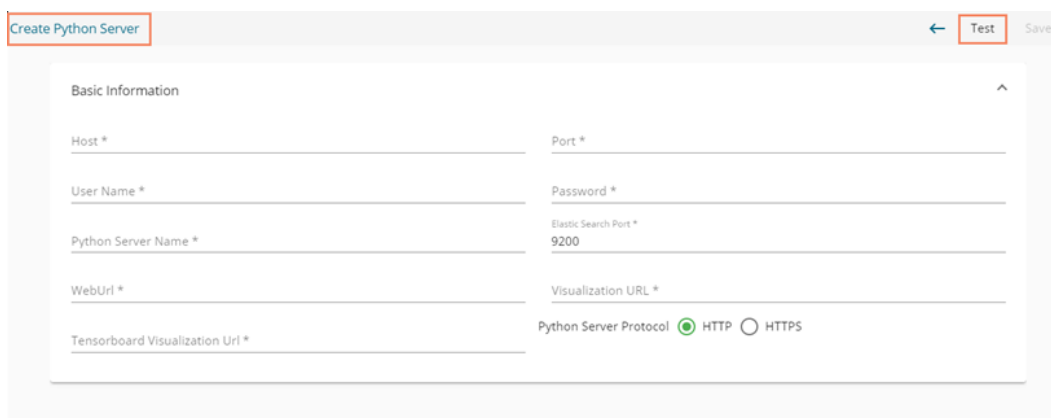 Create Python Server
Test
Save
Basic Information
Host *
Port *
User Name *
Password *
Python Server Name *
Elastic Search Port *
9200
WebUrl *
Visualization URL *
Tensorboard Visualization Url *
Python Server Protocol HTTP HTTPS